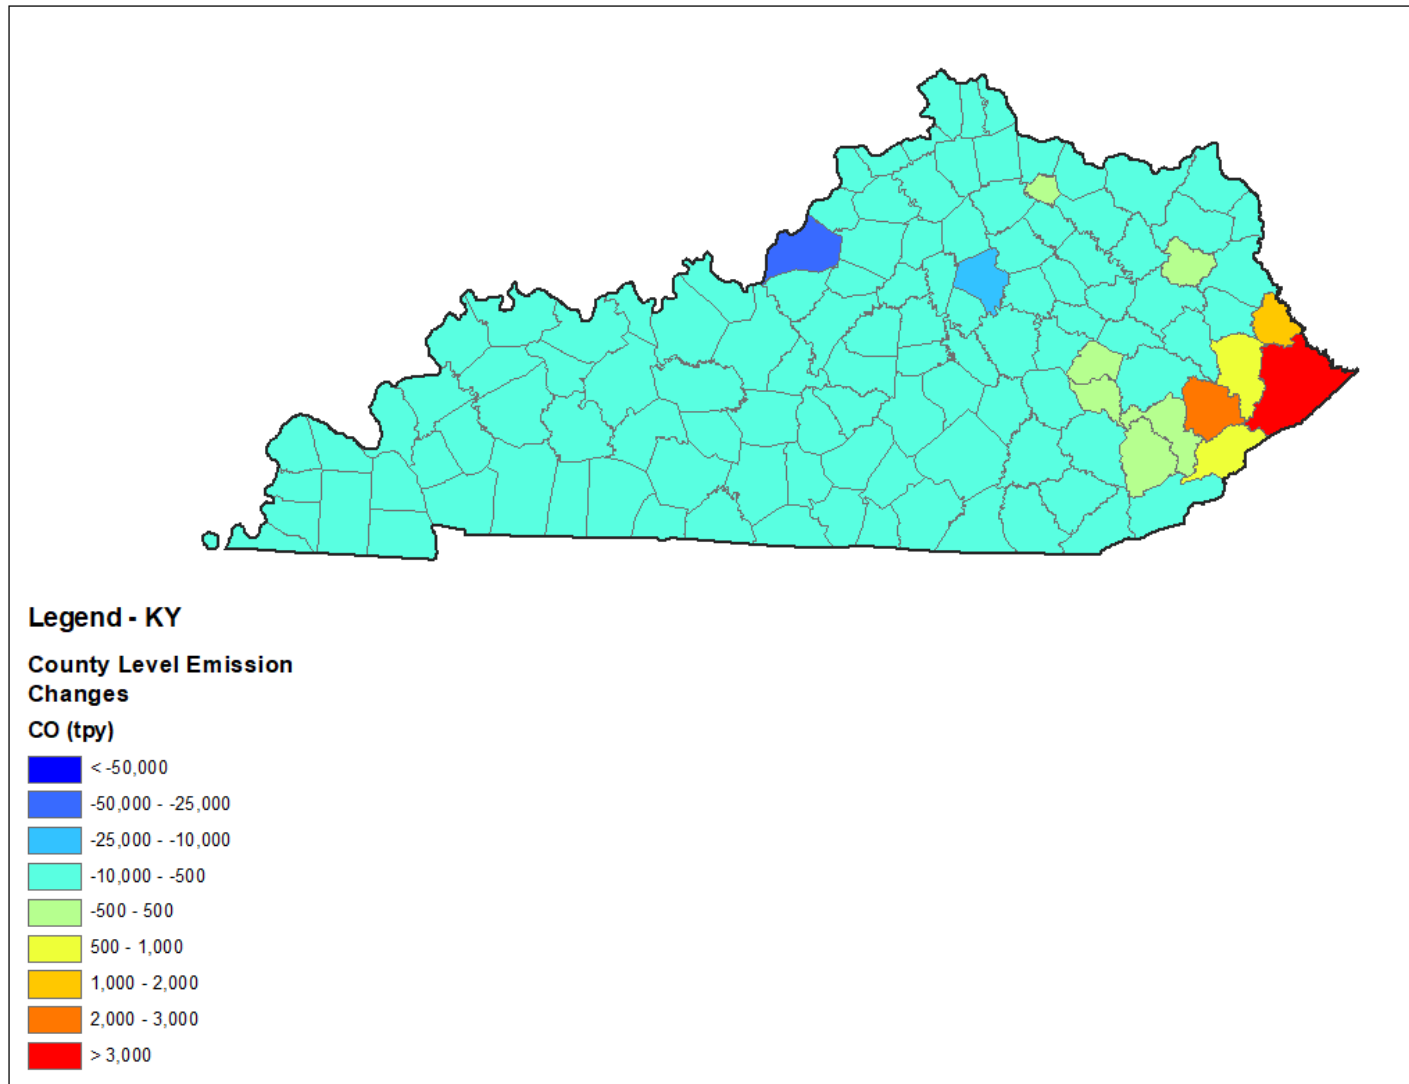 Legend - KY
County Level Emission
Changes
CO (tpy)
< -50,000
-50,000 - -25,000
-25,000 - -10,000
-10,000 - -500
-500 - 500
500 - 1,000
1,000 - 2,000
2,000 - 3,000
> 3,000